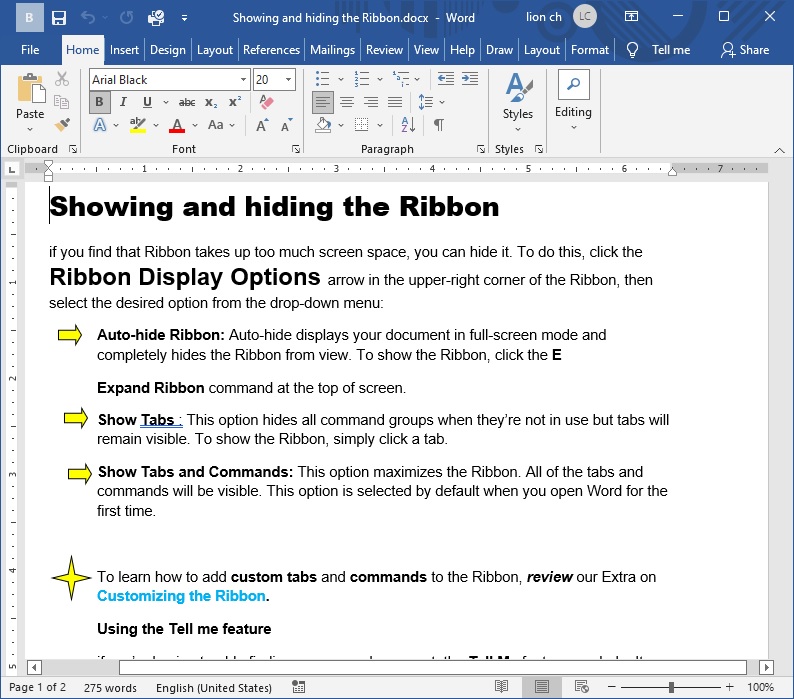 B
Showing and hiding the Ribbon.docx - Word
lion ch
LC
File Home Insert Design Layout References Mailings Review View Help Draw Layout Format Tell me Share
Arial Black 20
Paste
B I U abc x₂ x²
A aby A Aa A A
Styles
Editing
Clipboard Font Paragraph Styles
L
1 2 3 4 5 6 7
Showing and hiding the Ribbon
if you find that Ribbon takes up too much screen space, you can hide it. To do this, click the
Ribbon Display Options arrow in the upper-right corner of the Ribbon, then
select the desired option from the drop-down menu:
Auto-hide Ribbon: Auto-hide displays your document in full-screen mode and
completely hides the Ribbon from view. To show the Ribbon, click the E
Expand Ribbon command at the top of screen.
Show Tabs : This option hides all command groups when they're not in use but tabs will
remain visible. To show the Ribbon, simply click a tab.
Show Tabs and Commands: This option maximizes the Ribbon. All of the tabs and
commands will be visible. This option is selected by default when you open Word for the
first time.
To learn how to add custom tabs and commands to the Ribbon, review our Extra on
Customizing the Ribbon.
Using the Tell me feature
1
2
3
4
5
Page 1 of 2 275 words English (United States) 100%